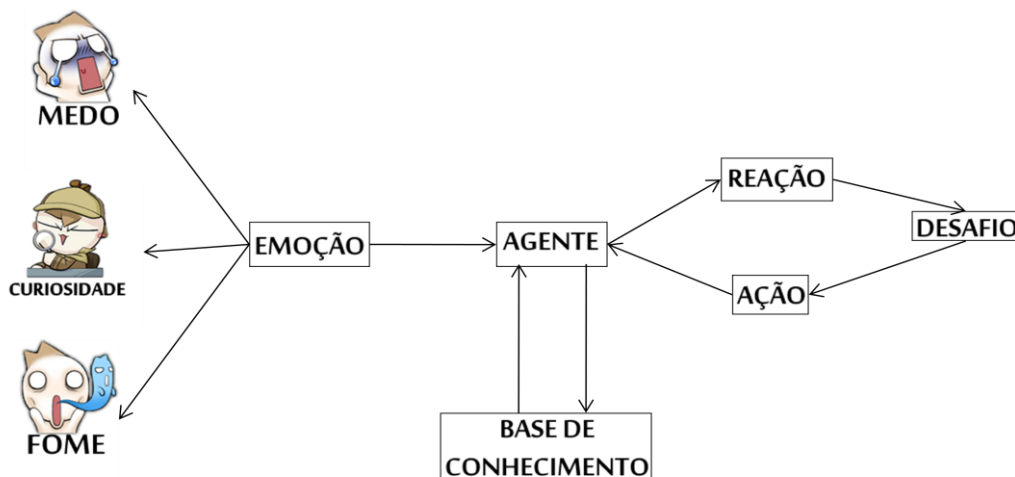 MEDO
CURIOSIDADE
FOME
EMOÇÃO
AGENTE
REAÇÃO
DESAFIO
AÇÃO
BASE DE
CONHECIMENTO